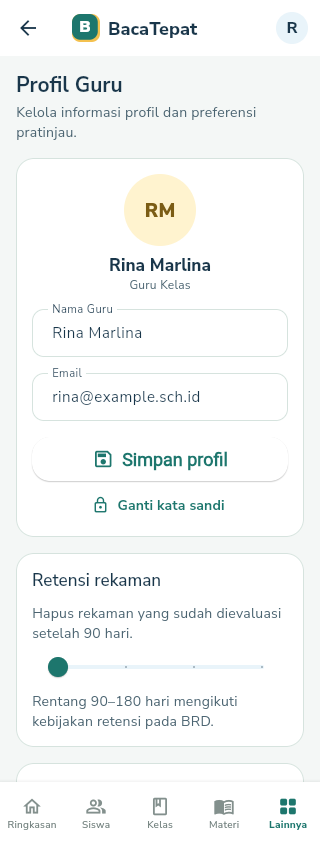 B BacaTepat R
Profil Guru
Kelola informasi profil dan preferensi
pratinjau.
RM
Rina Marlina
Guru Kelas
Nama Guru
Rina Marlina
Email
rina@example.sch.id
Simpan profil
Ganti kata sandi
Retensi rekaman
Hapus rekaman yang sudah dievaluasi
setelah 90 hari.
Rentang 90–180 hari mengikuti
kebijakan retensi pada BRD.
Ringkasan Siswa Kelas Materi Lainnya